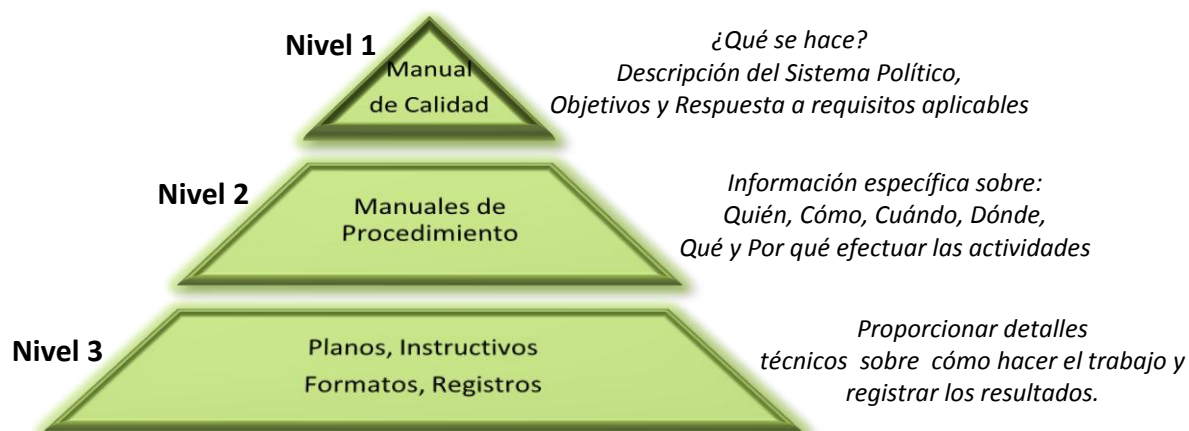 Nivel 1
Manual
de Calidad
¿Qué se hace?
Descripción del Sistema Político,
Objetivos y Respuesta a requisitos aplicables
Nivel 2
Manuales de
Procedimiento
Información específica sobre:
Quién, Cómo, Cuándo, Dónde,
Qué y Por qué efectuar las actividades
Nivel 3
Planos, Instructivos
Formatos, Registros
Proporcionar detalles
técnicos sobre cómo hacer el trabajo y
registrar los resultados.